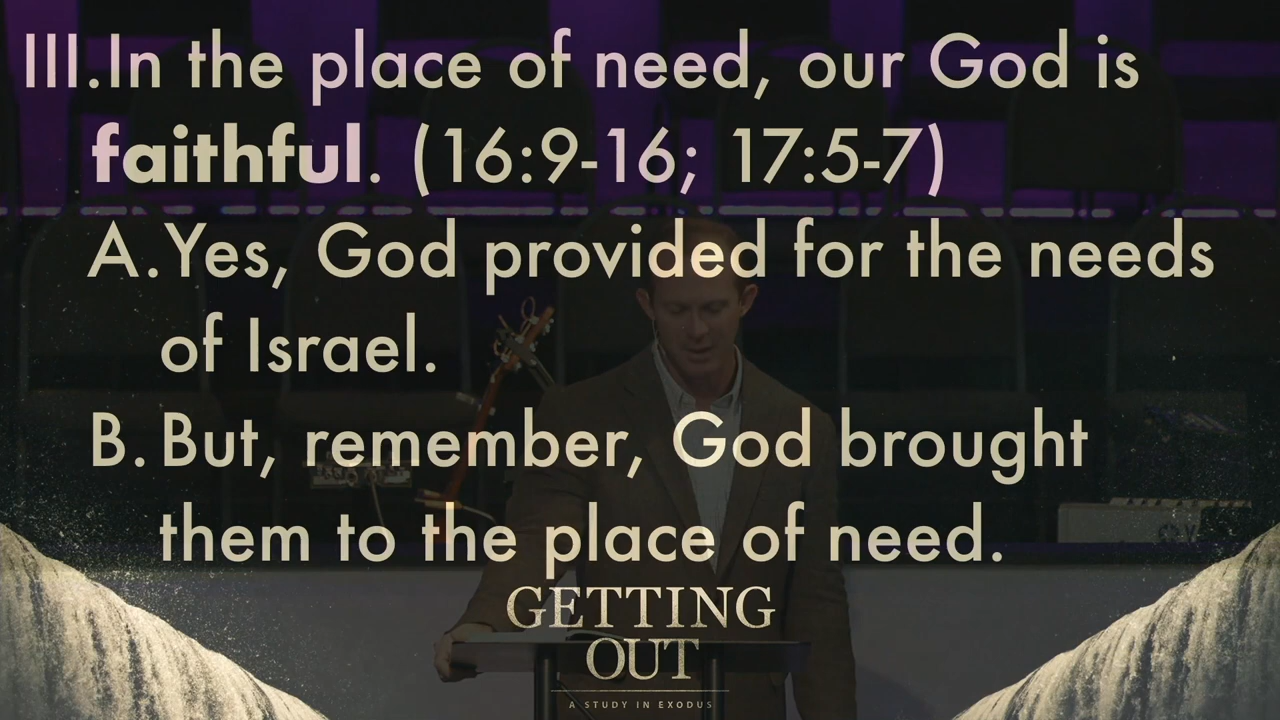 III.In the place of need, our God is
faithful. (16:9-16; 17:5-7)
A.Yes, God provided for the needs
of Israel.
B.But, remember, God brought
them to the place of need.
GETTING
OUT
A STUDY IN EXODUS